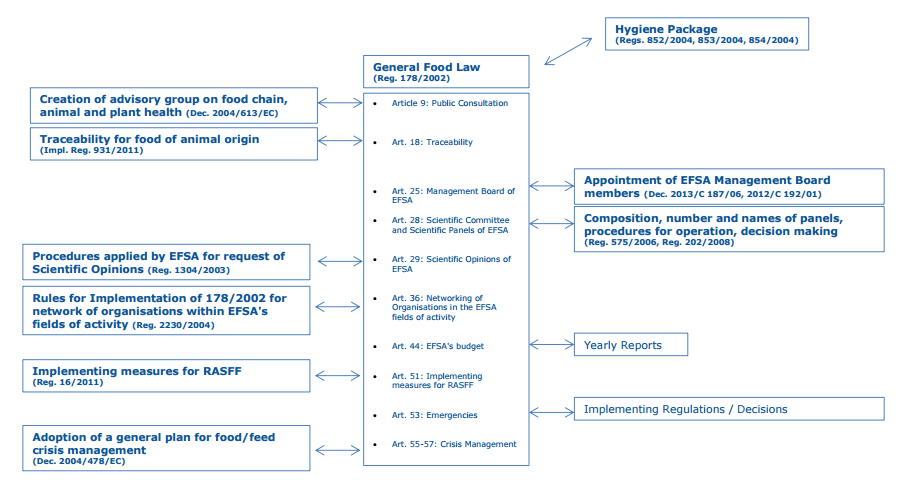 Hygiene Package
(Regs. 852/2004, 853/2004, 854/2004)
General Food Law
(Reg. 178/2002)
Creation of advisory group on food chain,
animal and plant health (Dec. 2004/613/EC)
Traceability for food of animal origin
(Impl. Reg. 931/2011)
Procedures applied by EFSA for request of
Scientific Opinions (Reg. 1304/2003)
Rules for Implementation of 178/2002 for
network of organisations within EFSA's
fields of activity (Reg. 2230/2004)
Implementing measures for RASFF
(Reg. 16/2011)
Adoption of a general plan for food/feed
crisis management
(Dec. 2004/478/EC)
• Article 9: Public Consultation
• Art. 18: Traceability
• Art. 25: Management Board of
EFSA
• Art. 28: Scientific Committee
and Scientific Panels of EFSA
• Art. 29: Scientific Opinions of
EFSA
• Art. 36: Networking of
Organisations in the EFSA
fields of activity
• Art. 44: EFSA's budget
• Art. 51: Implementing
measures for RASFF
• Art. 53: Emergencies
• Art. 55-57: Crisis Management
Appointment of EFSA Management Board
members (Dec. 2013/C 187/06, 2012/C 192/01)
Composition, number and names of panels,
procedures for operation, decision making
(Reg. 575/2006, Reg. 202/2008)
Yearly Reports
Implementing Regulations / Decisions